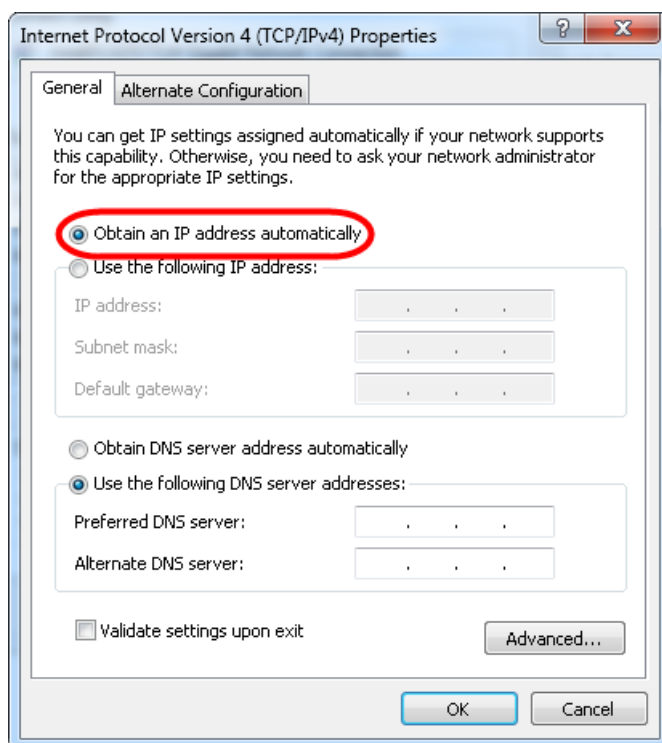 Internet Protocol Version 4 (TCP/IPv4) Properties
General
Alternate Configuration
You can get IP settings assigned automatically if your network supports
this capability. Otherwise, you need to ask your network administrator
for the appropriate IP settings.
Obtain an IP address automatically
Use the following IP address:
IP address:
Subnet mask:
Default gateway:
Obtain DNS server address automatically
Use the following DNS server addresses:
Preferred DNS server:
Alternate DNS server:
Validate settings upon exit
Advanced...
OK
Cancel